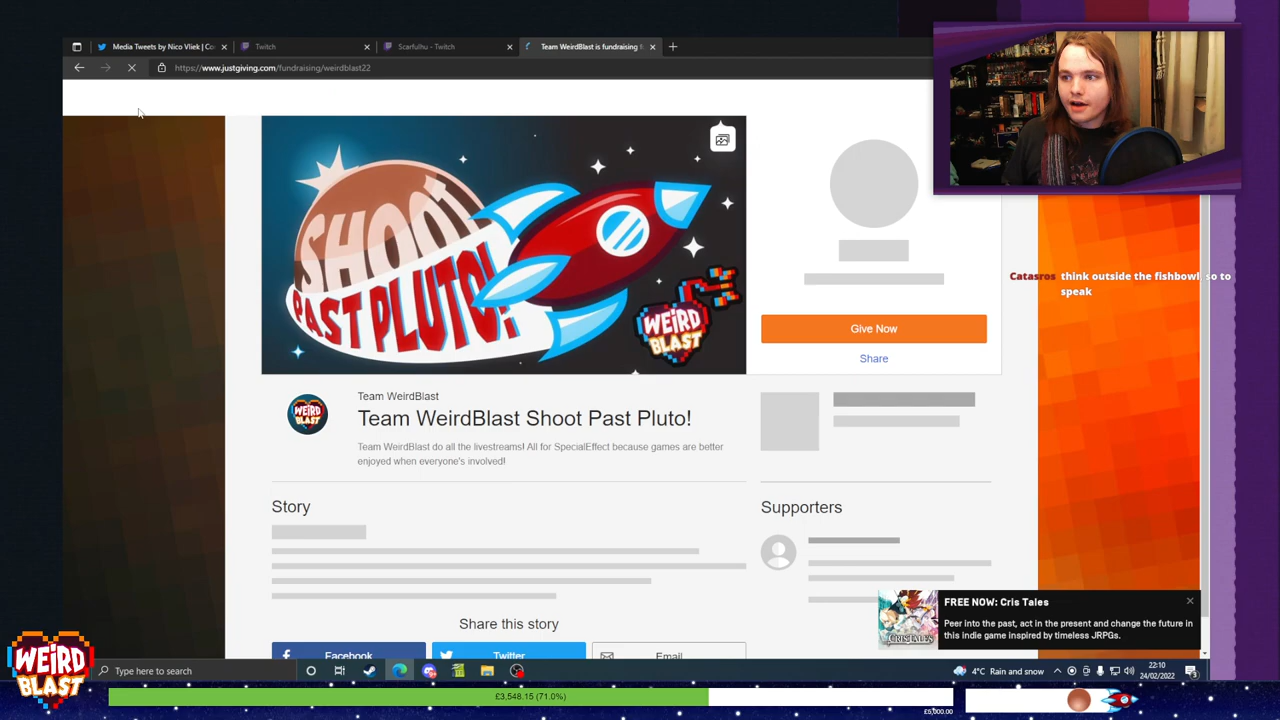 Media Tweets by Nico Vliek | Co
Twitch
Scarfulhu - Twitch
Team WeirdBlast is fundraising f
https://www.justgiving.com/fundraising/weirdblast22
SHOOT
PAST PLUTO!
WEIRD
BLAST
Give Now
Share
Catasros think outside the fishbowl so to
speak
WEIRD
BLAST
Team WeirdBlast
Team WeirdBlast Shoot Past Pluto!
Team WeirdBlast do all the livestreams! All for SpecialEffect because games are better
enjoyed when everyone's involved!
Story
Supporters
Share this story
Facebook
Twitter
Email
CRIS TALES
FREE NOW: Cris Tales
Peer into the past, act in the present and change the future in
this indie game inspired by timeless JRPGs.
WEIRD
BLAST
Type here to search
4°C Rain and snow
22:10
24/02/2022
3
£3,548.15 (71.0%)
£5,000.00